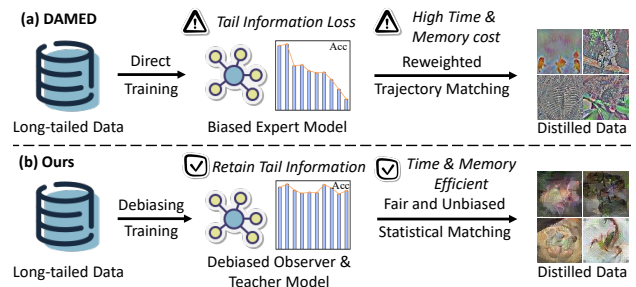 (a) DAMED
Tail Information Loss
High Time &
Memory cost
Direct
Training
Acc
Reweighted
Trajectory Matching
Long-tailed Data
Biased Expert Model
Distilled Data
(b) Ours
Retain Tail Information
Time & Memory
Efficient
Debiasing
Training
Acc
Fair and Unbiased
Statistical Matching
Long-tailed Data
Debiased Observer &
Teacher Model
Distilled Data